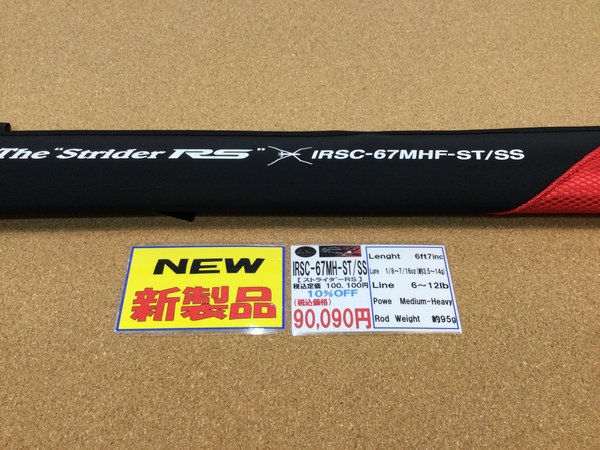 The "Strider RS" IRSC-67MHF-ST/SS
NEW
新製品
IRSC-67MH-ST/SS
[ストライダーRS]
税込定価 100,100円
10%OFF
(税込価格)
90,090円
Lenght 6ft7inc
Lure 1/8~7/16oz(約3.5~14g)
Line 6~12lb
Powe Medium-Heavy
Rod Weight 約95g